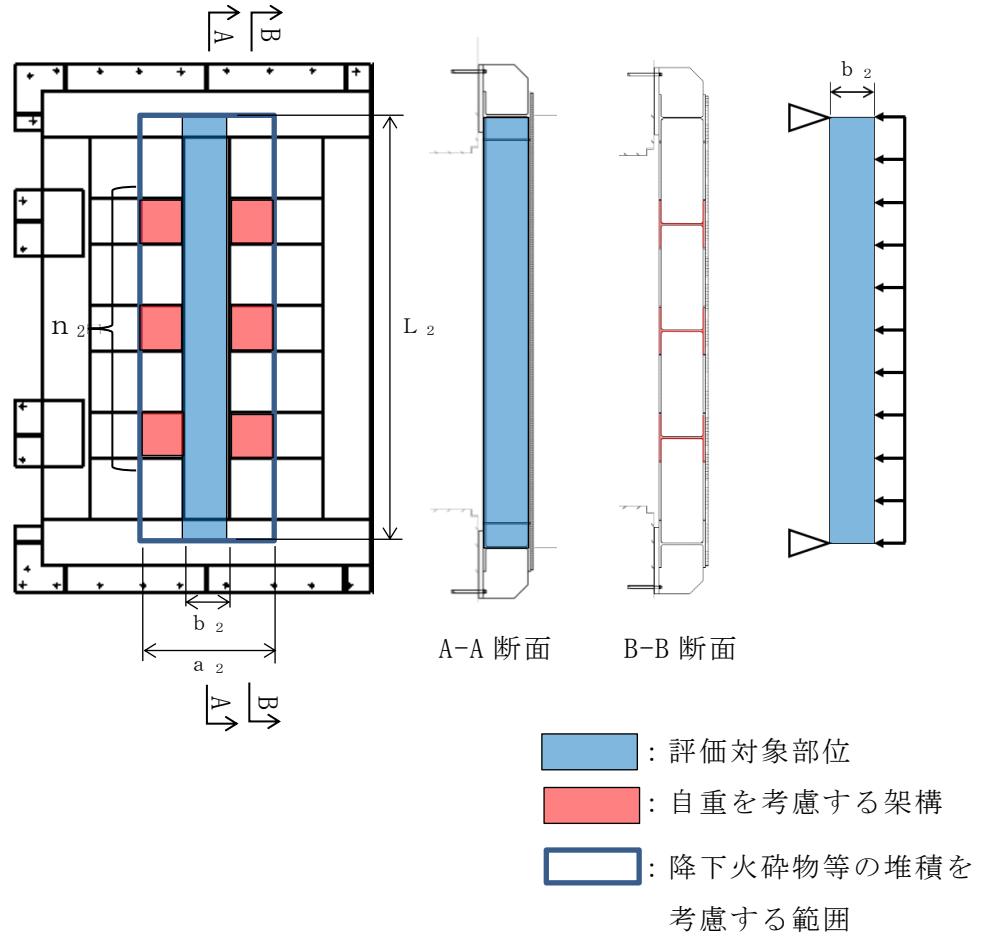 A B
b ₂
n ₂
L ₂
b ₂
a ₂
A-A 断面 B-B 断面
A B
：評価対象部位
：自重を考慮する架構
：降下火砕物等の堆積を
考慮する範囲